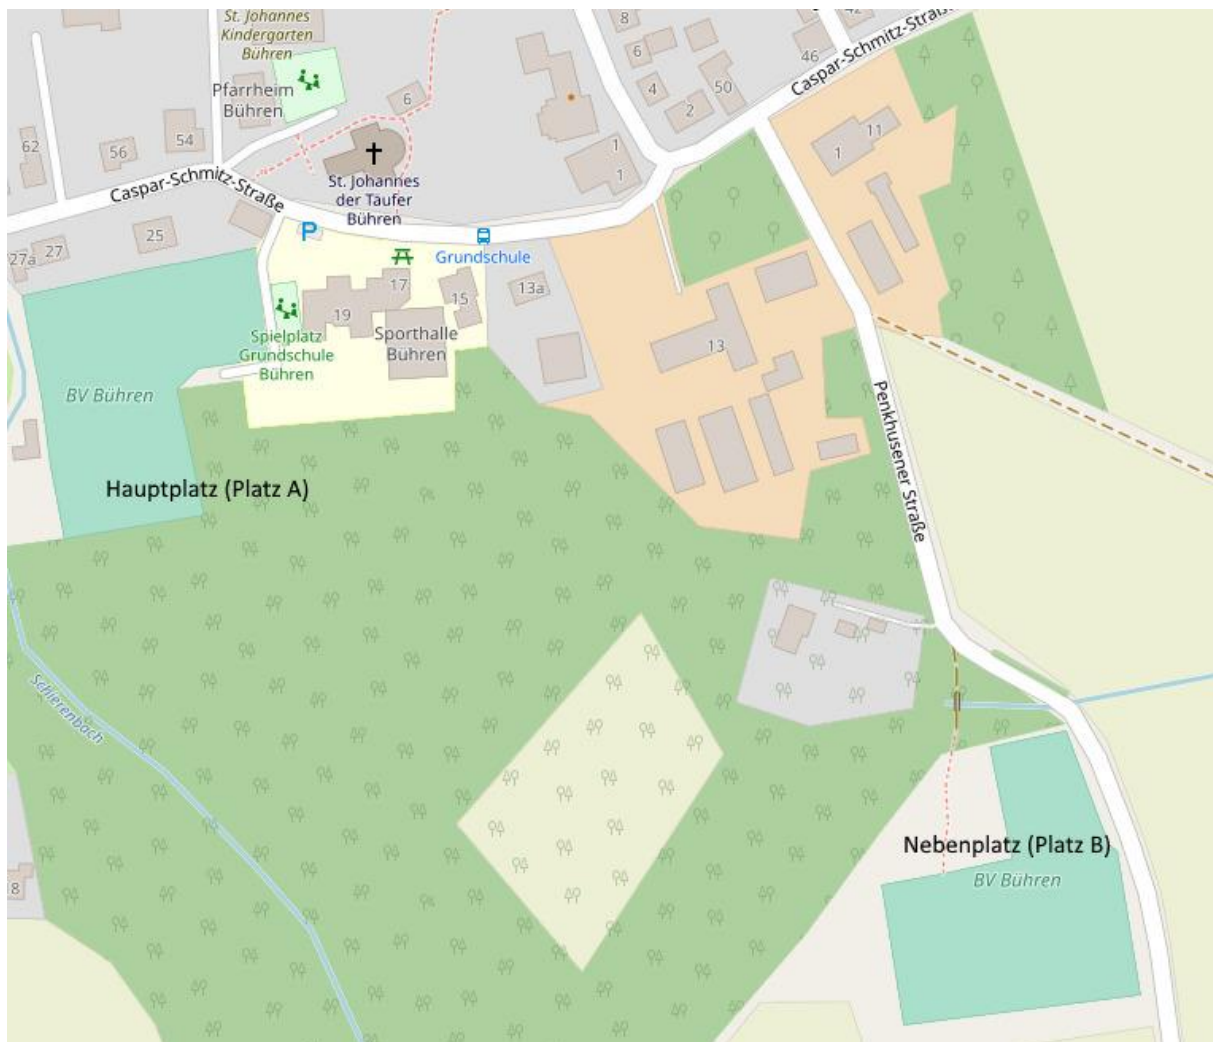 St. Johannes
Kindergarten
Bühren
8
42
6
46
Caspar-Schmitz-Straße
Pfarrheim
Bühren
4
50
6
2
62
56
54
1
1
11
1
St. Johannes
der Täufer
Bühren
Caspar-Schmitz-Straße
27a
27
25
P
Grundschule
17
15
13a
19
Spielplatz
Grundschule
Bühren
Sporthalle
Bühren
13
BV Bühren
Penkhusener Straße
Hauptplatz (Platz A)
Schierenbach
Nebenplatz (Platz B)
BV Bühren
8